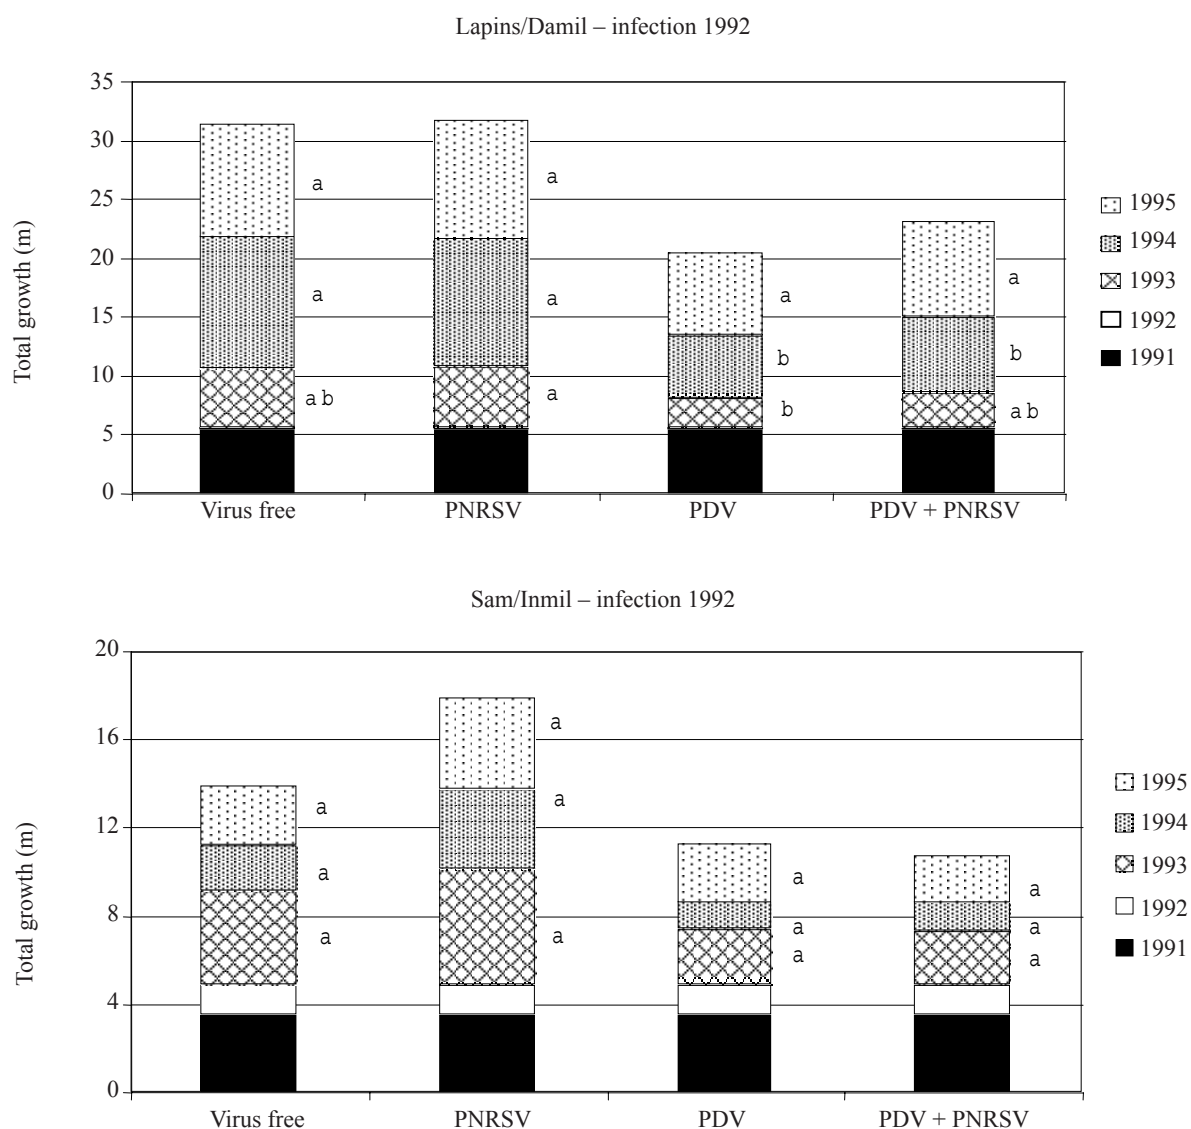 Lapins/Damil – infection 1992
Total growth (m)
35
30
25
20
15
10
5
0
a
a
a b
a
a
a
a
b
b
a
b
a b
Virus free PNRSV PDV PDV + PNRSV
1995
1994
1993
1992
1991
Sam/Inmil – infection 1992
Total growth (m)
20
16
12
8
4
0
a
a
a
a
a
a
a
a
a
a
a
a
Virus free PNRSV PDV PDV + PNRSV
1995
1994
1993
1992
1991